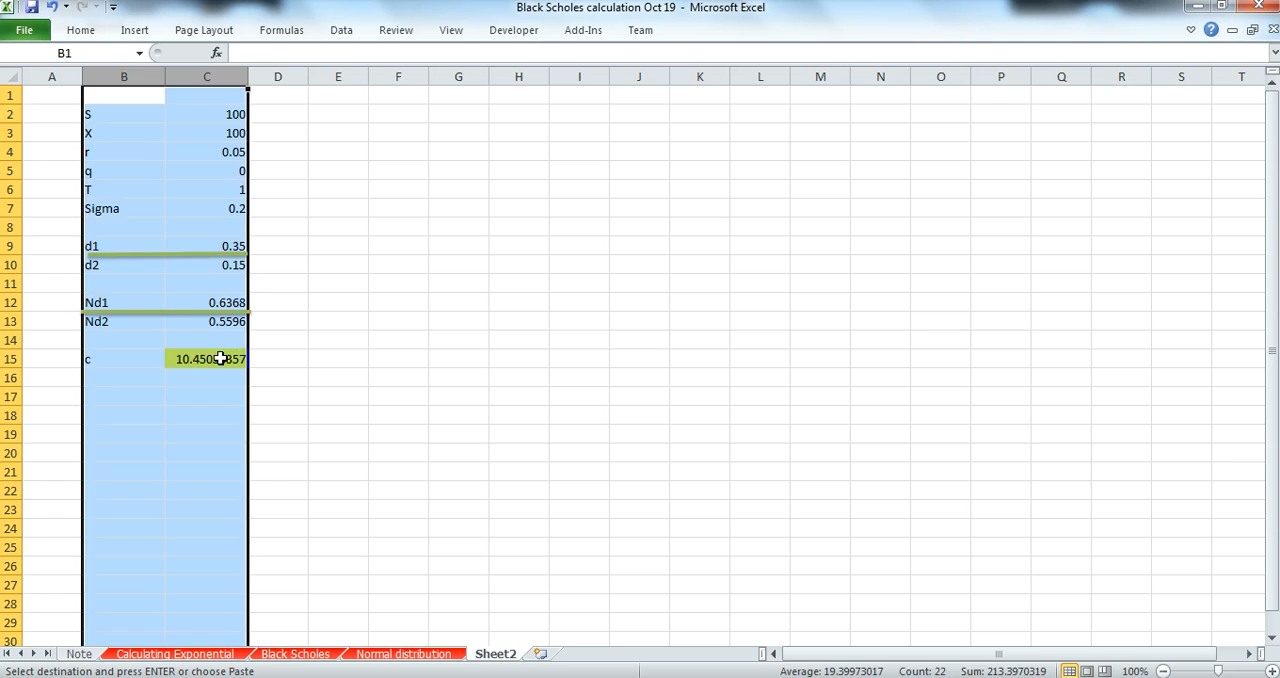 Black Scholes calculation Oct 19 - Microsoft Excel
File Home Insert Page Layout Formulas Data Review View Developer Add-Ins Team
B1 fx
A B C D E F G H I J K L M N O P Q R S T
1
2 S 100
3 X 100
4 r 0.05
5 q 0
6 T 1
7 Sigma 0.2
8
9 d1 0.35
10 d2 0.15
11
12 Nd1 0.6368
13 Nd2 0.5596
14
15 c
16
17
18
19
20
21
22
23
24
25
26
27
28
29
30
Note Calculating Exponential Black Scholes Normal distribution Sheet2
Select destination and press ENTER or choose Paste Average: 19.39973017 Count: 22 Sum: 213.3970319 100%